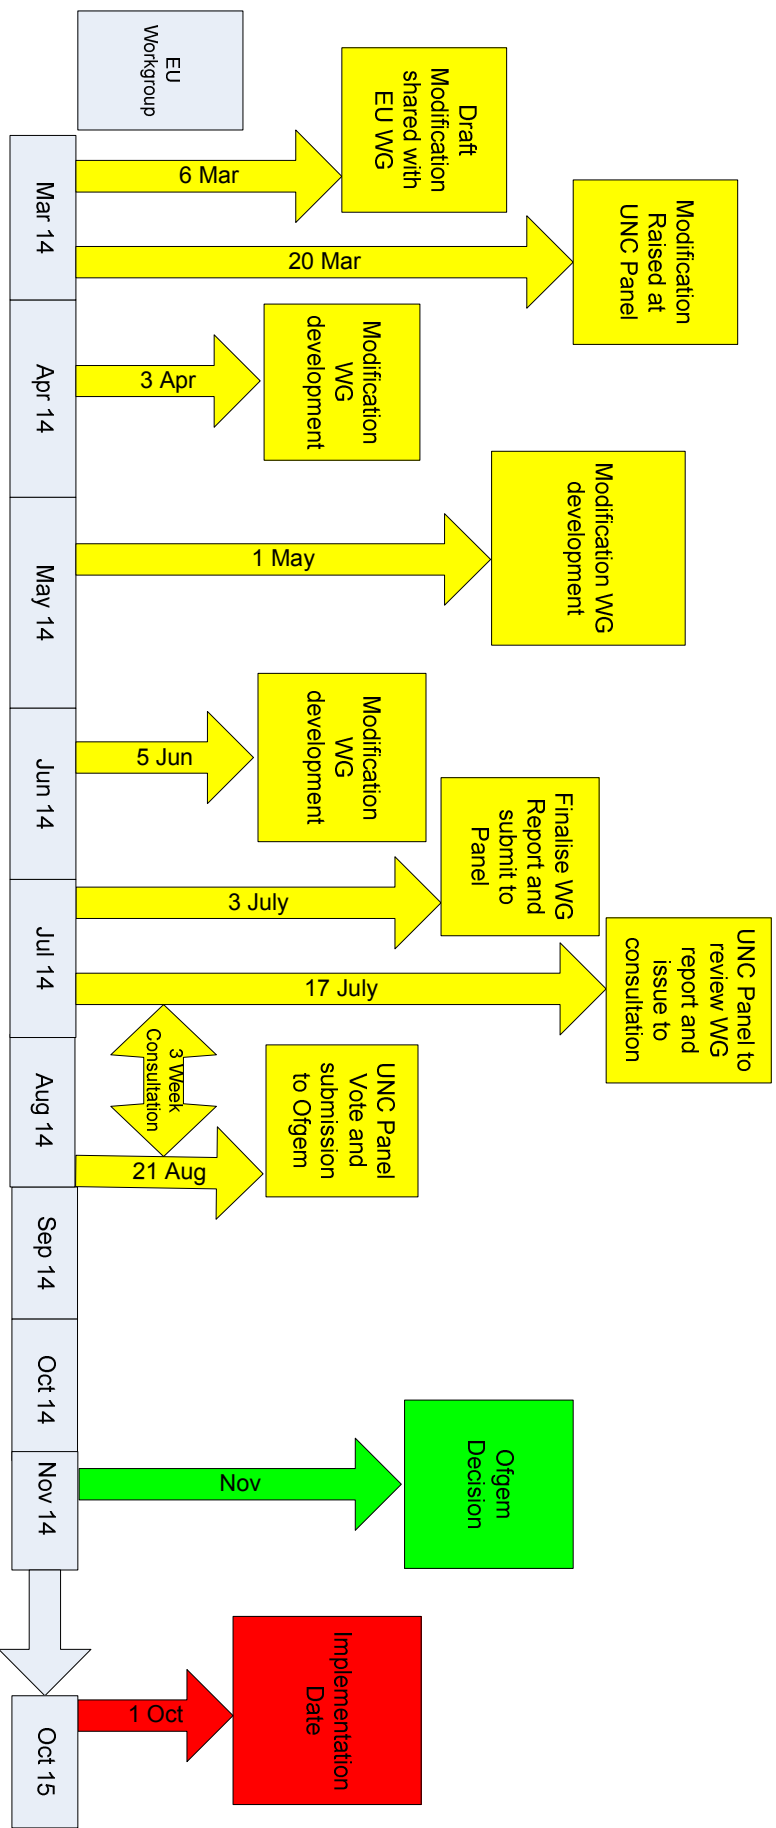 EU
Workgroup
Draft
Modification
shared with
EU WG
6 Mar
Modification
Raised at
UNC Panel
20 Mar
Mar 14
Modification
WG
development
3 Apr
Apr 14
Modification WG
development
1 May
May 14
Modification
WG
development
5 Jun
Jun 14
Finalise WG
Report and
submit to
Panel
3 July
UNC Panel to
review WG
report and
issue to
consultation
17 July
Jul 14
3 Week
Consultation
UNC Panel
Vote and
submission
to Ofgem
21 Aug
Aug 14
Sep 14
Oct 14
Ofgem
Decision
Nov
Nov 14
Implementation
Date
1 Oct
Oct 15